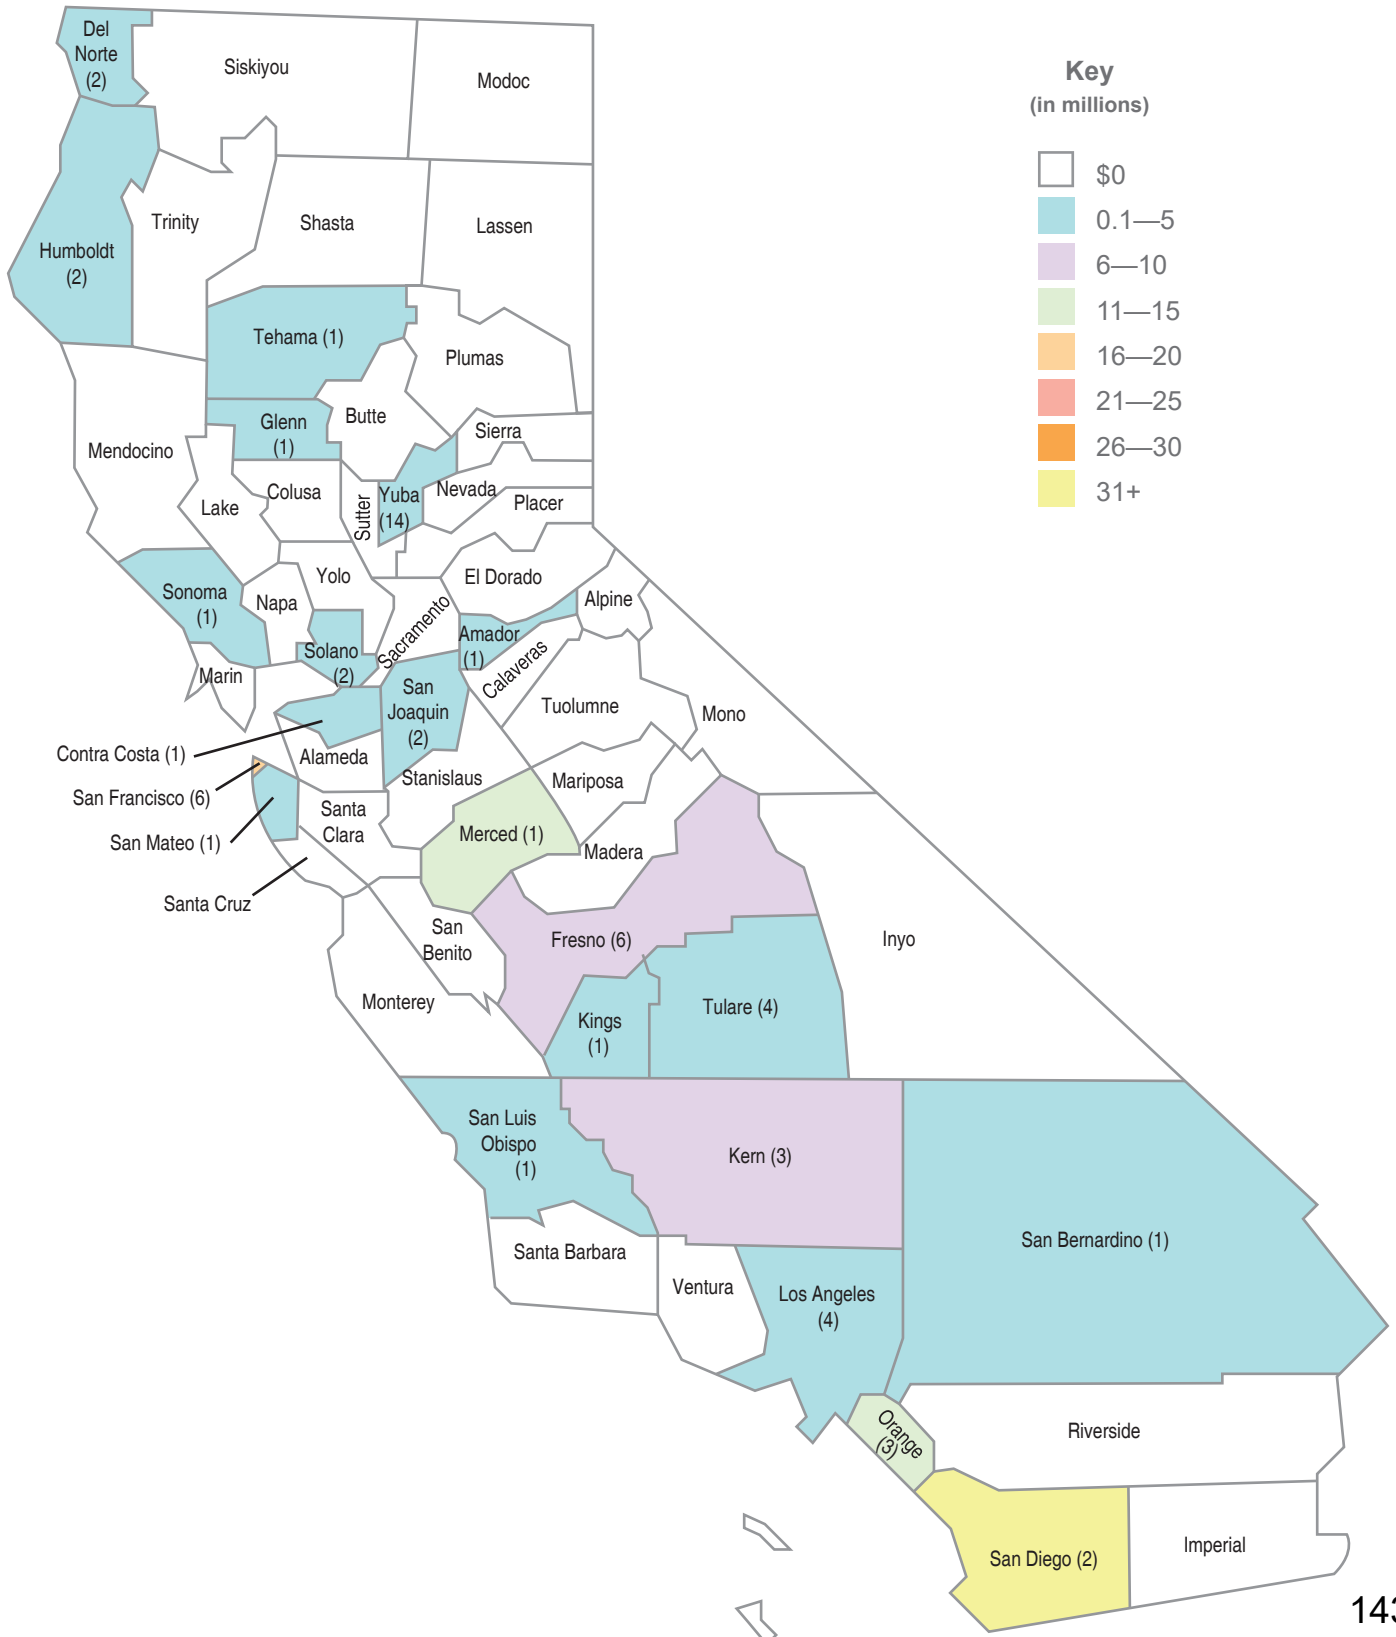 Del
Norte
(2)
Siskiyou
Modoc
Key
(in millions)
$0
0.1—5
6—10
11—15
16—20
21—25
26—30
31+
Humboldt
(2)
Trinity
Shasta
Lassen
Tehama (1)
Plumas
Mendocino
Glenn
(1)
Butte
Sierra
Lake
Colusa
Sutter
Yuba
(14)
Nevada
Placer
Sonoma
(1)
Napa
Yolo
El Dorado
Alpine
Sacramento
Amador
(1)
Marin
Solano
(2)
Calaveras
San
Joaquin
(2)
Tuolumne
Mono
Contra Costa (1)
Alameda
Stanislaus
Mariposa
San Francisco (6)
Santa
Clara
San Mateo (1)
Merced (1)
Madera
Santa Cruz
San
Benito
Fresno (6)
Inyo
Monterey
Kings
(1)
Tulare (4)
San Luis
Obispo
(1)
Kern (3)
San Bernardino (1)
Santa Barbara
Ventura
Los Angeles
(4)
Orange
(3)
Riverside
San Diego (2)
Imperial
143